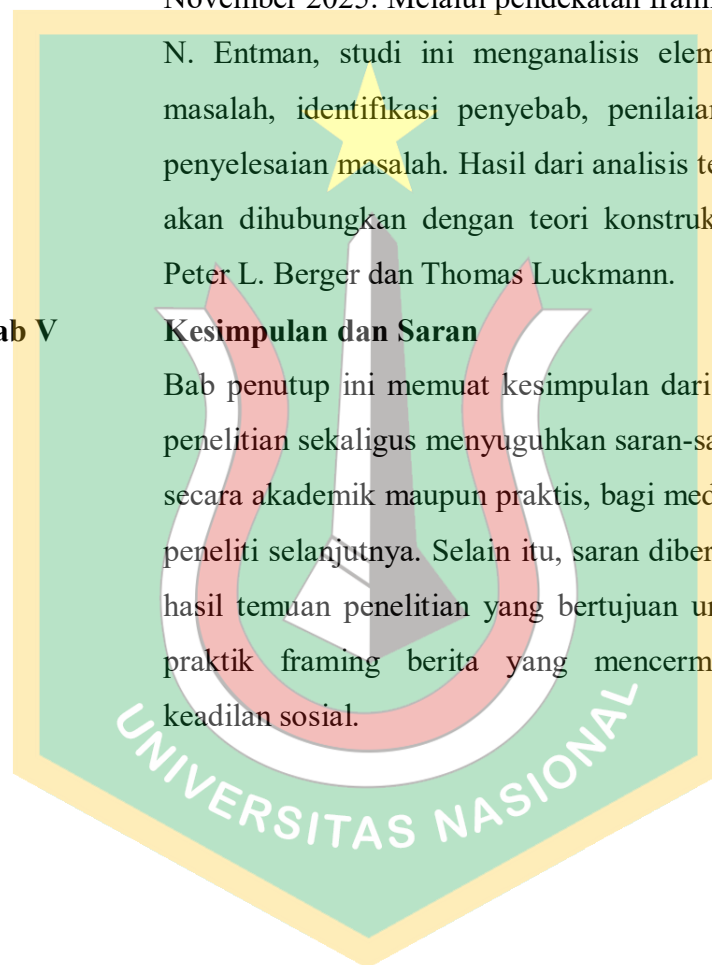 November Melalui pendekatan fram
N. Entman, studi ini menganalisis elem
masalah, identifikasi penyebab, penilaian
penyelesaian masalah. Hasil dari analisis te
akan dihubungkan dengan teori konstruk
Peter L. Berger dan Thomas Luckmann.
ab V Kesimpulan dan Saran
Bab penutup ini memuat kesimpulan dari
penelitian sekaligus menyuguhkan saran-sa
secara akademik maupun praktis, bagi med
peneliti selanjutnya. Selain itu, saran diber
hasil temuan penelitian yang bertujuan un
praktik framing berita yang mencerm
keadilan sosial.
UNIVERSITAS NASIONAL